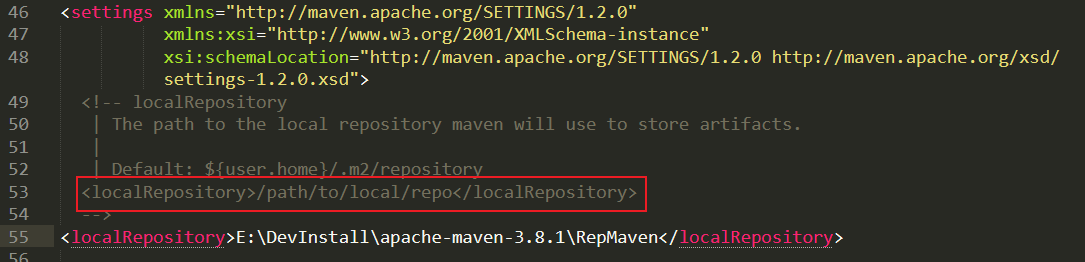 46 <settings xmlns="http://maven.apache.org/SETTINGS/1.2.0"
47 xmlns:xsi="http://www.w3.org/2001/XMLSchema-instance"
48 xsi:schemaLocation="http://maven.apache.org/SETTINGS/1.2.0 http://maven.apache.org/xsd/
settings-1.2.0.xsd">
49 <!-- localRepository
50 | The path to the local repository maven will use to store artifacts.
51 |
52 | Default: ${user.home}/.m2/repository
53 <localRepository>/path/to/local/repo</localRepository>
54 -->
55 <localRepository>E:\DevInstall\apache-maven-3.8.1\RepMaven</localRepository>
56